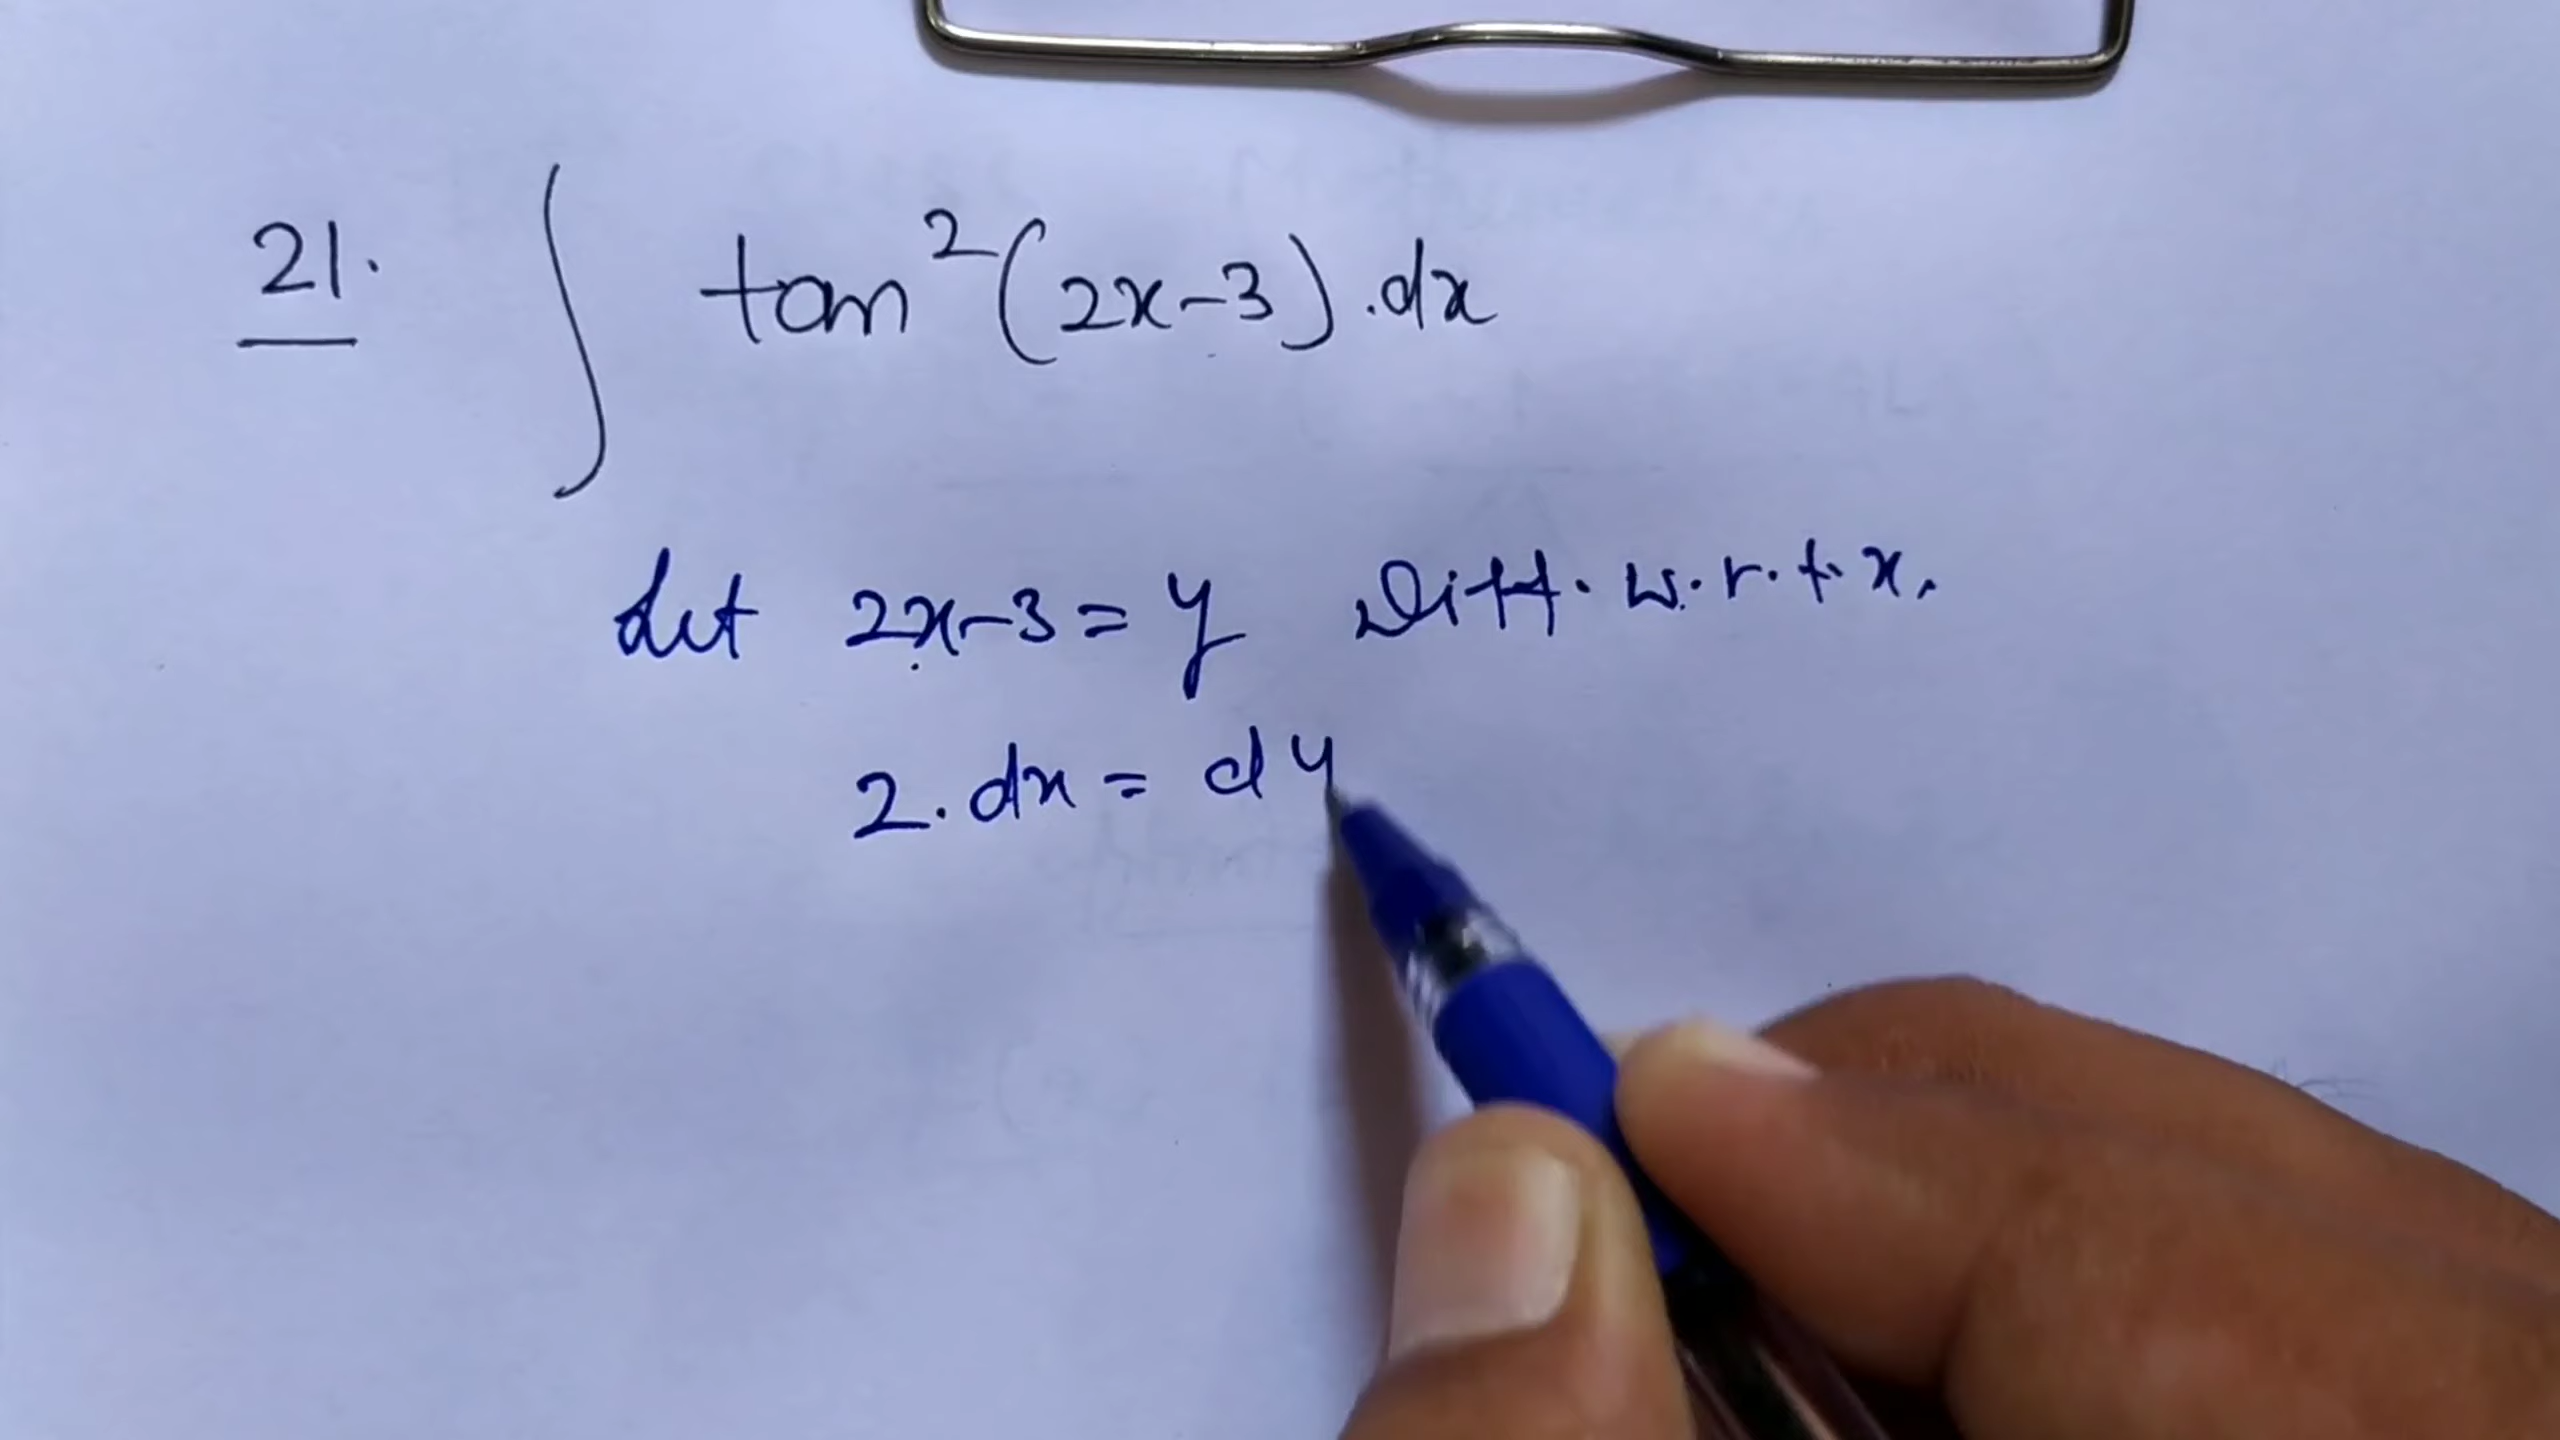 21. ∫ tan²(2x-3).dx
Let 2x-3=y Diff. w.r.t x.
2.dx = dy